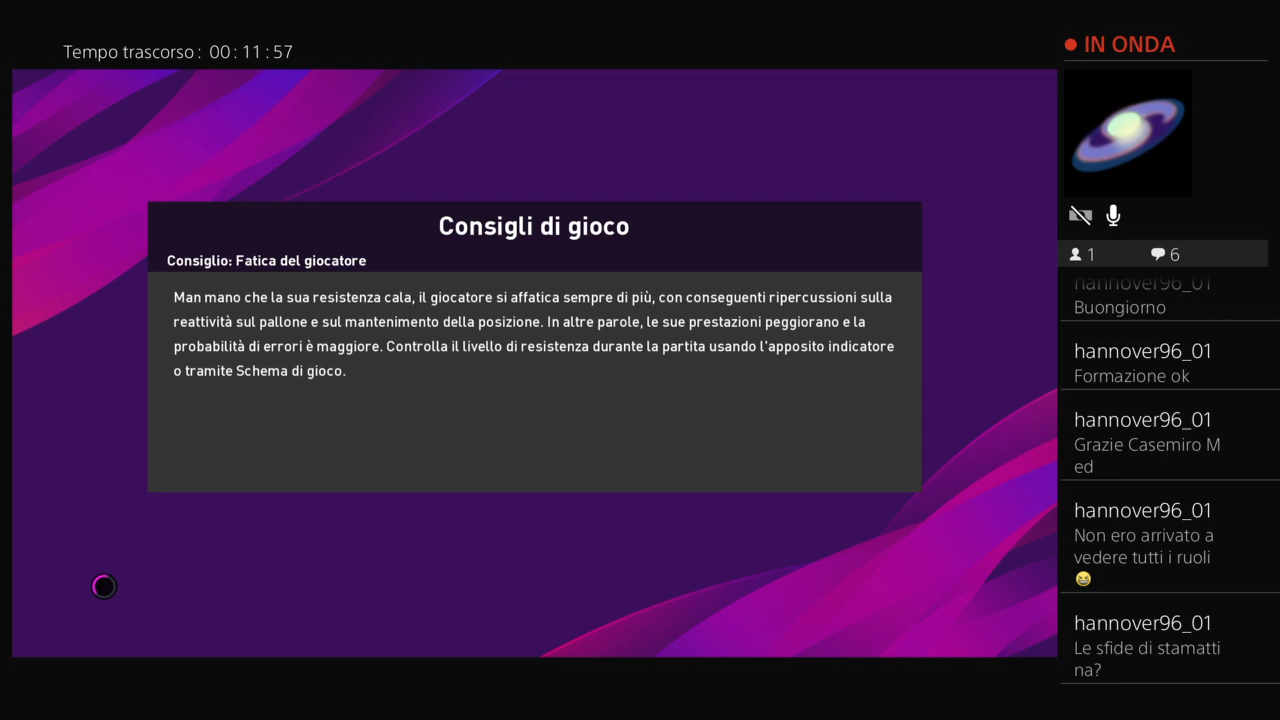 Tempo trascorso: 00:11:57
IN ONDA
Consigli di gioco
Consiglio: Fatica del giocatore
Man mano che la sua resistenza cala, il giocatore si affatica sempre di più, con conseguenti ripercussioni sulla
reattività sul pallone e sul mantenimento della posizione. In altre parole, le sue prestazioni peggiorano e la
probabilità di errori è maggiore. Controlla il livello di resistenza durante la partita usando l'apposito indicatore
o tramite Schema di gioco.
1 6
hannover96_01
Buongiorno
hannover96_01
Formazione ok
hannover96_01
Grazie Casemiro M
ed
hannover96_01
Non ero arrivato a
vedere tutti i ruoli
😆
hannover96_01
Le sfide di stamatti
na?